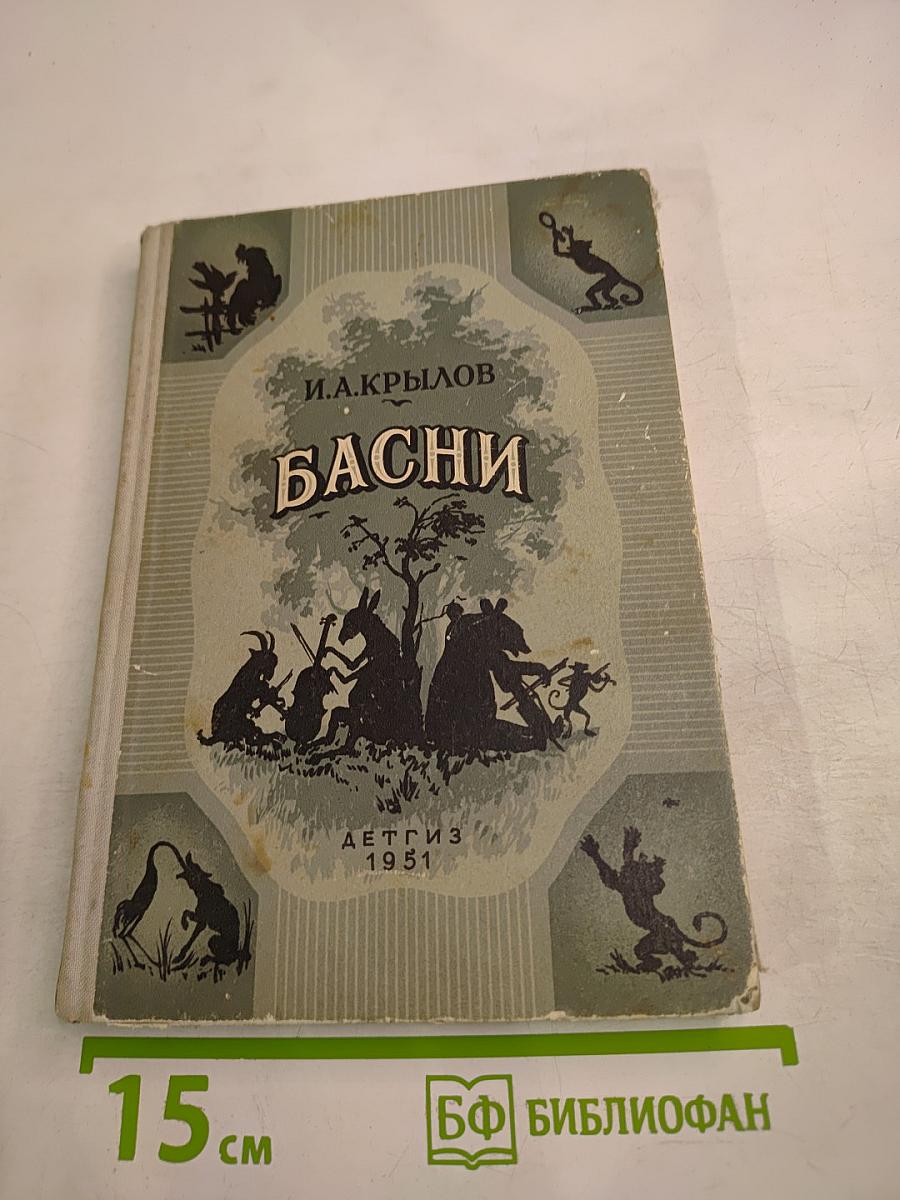 И.А.КРЫЛОВ
БАСНИ
ДЕТГИЗ
1951
15 см
БФ БИБЛИОФАН